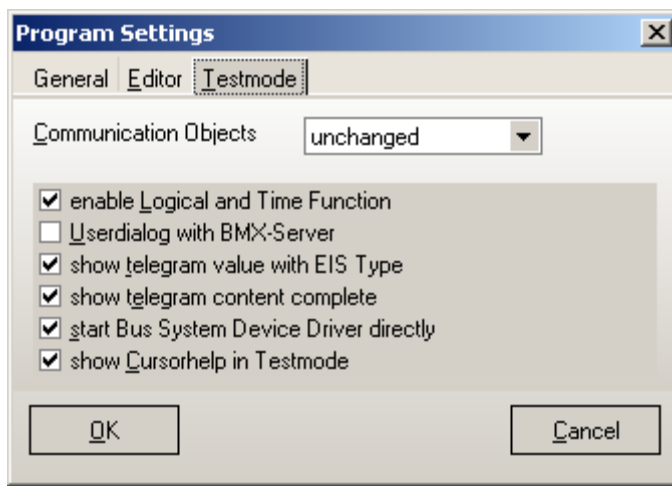 Program Settings
General Editor Testmode
Communication Objects unchanged
enable Logical and Time Function
Userdialog with BMX-Server
show telegram value with EIS Type
show telegram content complete
start Bus System Device Driver directly
show Cursorhelp in Testmode
OK Cancel